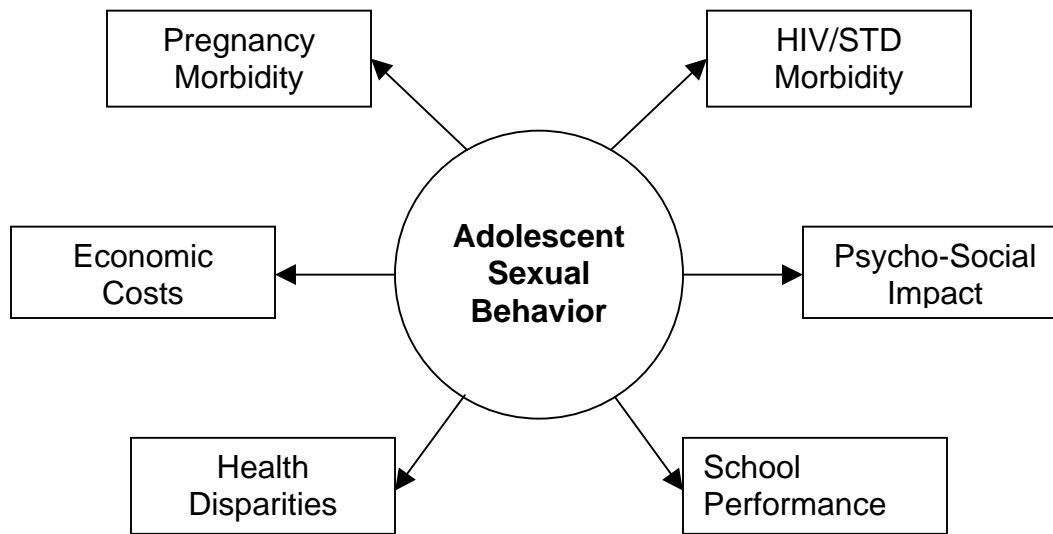 Pregnancy
Morbidity
HIV/STD
Morbidity
Adolescent
Sexual
Behavior
Economic
Costs
Psycho-Social
Impact
Health
Disparities
School
Performance